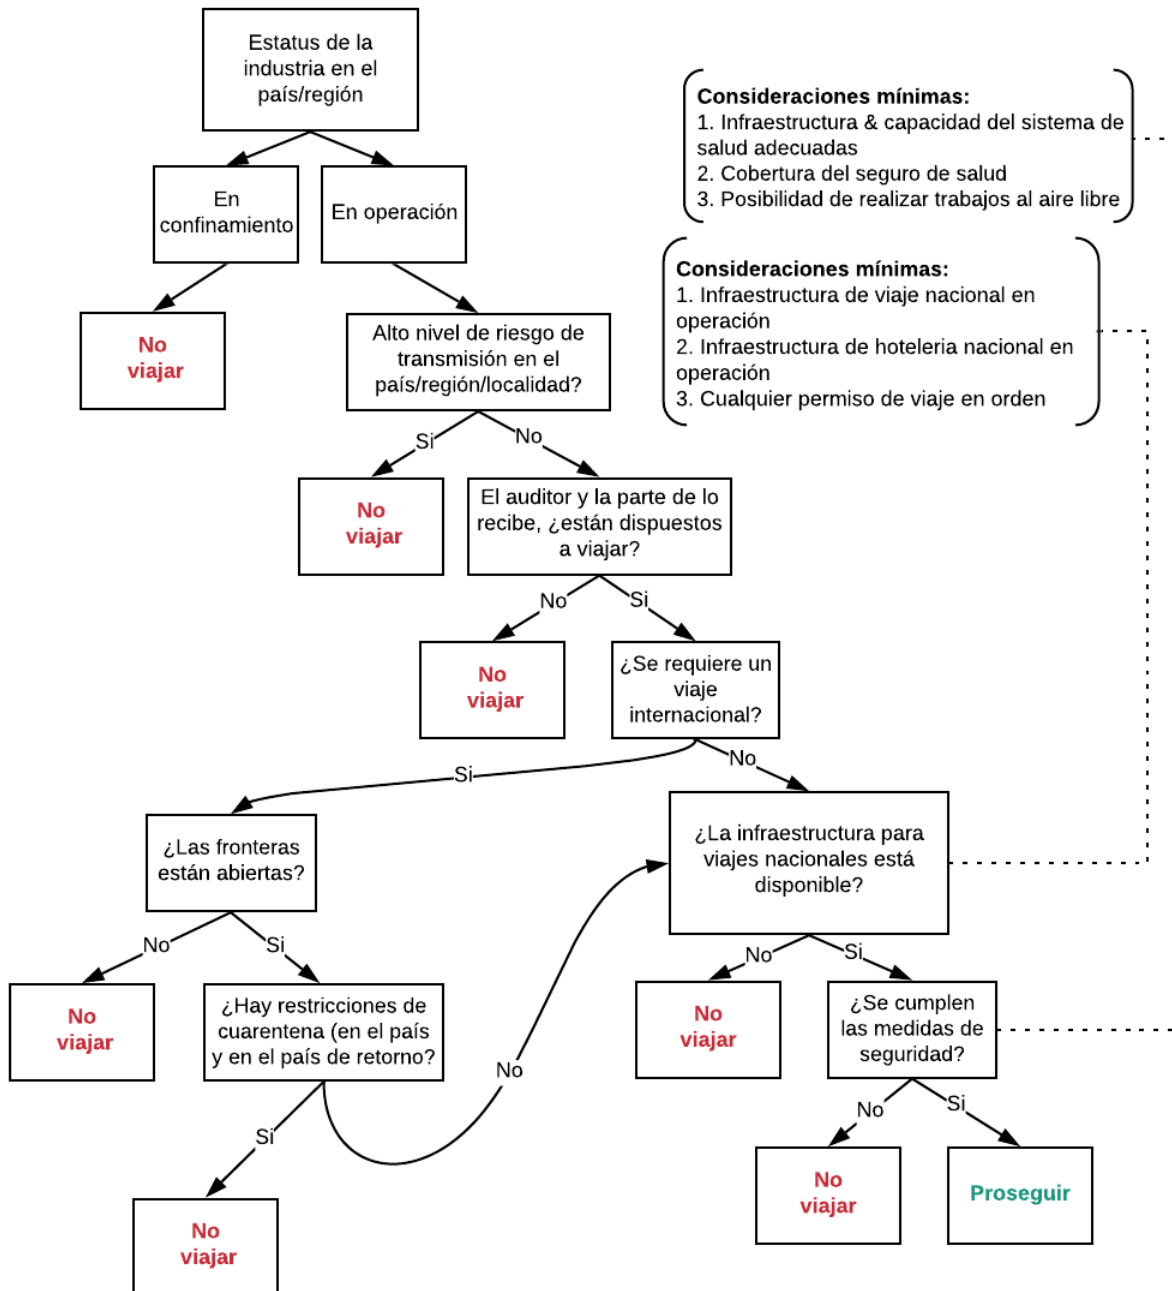 Estatus de la
industria en el
país/región
Consideraciones mínimas:
1. Infraestructura & capacidad del sistema de
salud adecuadas
2. Cobertura del seguro de salud
3. Posibilidad de realizar trabajos al aire libre
En
confinamiento
En operación
Consideraciones mínimas:
1. Infraestructura de viaje nacional en
operación
2. Infraestructura de hoteleria nacional en
operación
3. Cualquier permiso de viaje en orden
No
viajar
Alto nivel de riesgo de
transmisión en el
país/región/localidad?
Si
No
No
viajar
El auditor y la parte de lo
recibe, ¿están dispuestos
a viajar?
No
Si
No
viajar
¿Se requiere un
viaje
internacional?
Si
No
¿Las fronteras
están abiertas?
¿La infraestructura para
viajes nacionales está
disponible?
No
Si
No
Si
No
viajar
¿Hay restricciones de
cuarentena (en el país
y en el país de retorno?
No
viajar
¿Se cumplen
las medidas de
seguridad?
Si
No
No
Si
No
viajar
No
viajar
Proseguir